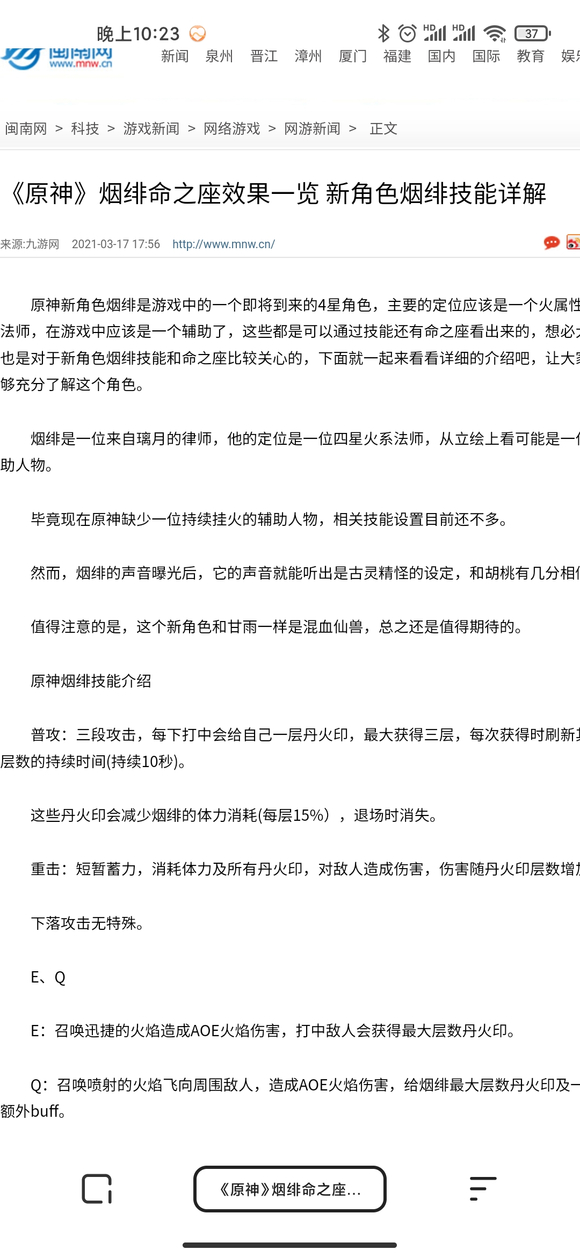 晚上10:23
HD HD 37
闽南网 新闻 泉州 晋江 漳州 厦门 福建 国内 国际 教育 娱
www.mnw.cn
闽南网 > 科技 > 游戏新闻 > 网络游戏 > 网游新闻 > 正文
《原神》烟绯命之座效果一览 新角色烟绯技能详解
来源:九游网 2021-03-17 17:56 http://www.mnw.cn/
原神新角色烟绯是游戏中的一个即将到来的4星角色，主要的定位应该是一个火属性
法师，在游戏中应该是一个辅助了，这些都是可以通过技能还有命之座看出来的，想必
也是对于新角色烟绯技能和命之座比较关心的，下面就一起来看看详细的介绍吧，让大
够充分了解这个角色。
烟绯是一位来自璃月的律师，他的定位是一位四星火系法师，从立绘上看可能是一
助人物。
毕竟现在原神缺少一位持续挂火的辅助人物，相关技能设置目前还不多。
然而，烟绯的声音曝光后，它的声音就能听出是古灵精怪的设定，和胡桃有几分相
值得注意的是，这个新角色和甘雨一样是混血仙兽，总之还是值得期待的。
原神烟绯技能介绍
普攻：三段攻击，每下打中会给自己一层丹火印，最大获得三层，每次获得时刷新
层数的持续时间(持续10秒)。
这些丹火印会减少烟绯的体力消耗(每层15%），退场时消失。
重击：短暂蓄力，消耗体力及所有丹火印，对敌人造成伤害，伤害随丹火印层数增
下落攻击无特殊。
E、Q
E：召唤迅捷的火焰造成AOE火焰伤害，打中敌人会获得最大层数丹火印。
Q：召唤喷射的火焰飞向周围敌人，造成AOE火焰伤害，给烟绯最大层数丹火印及一
额外buff。
《原神》烟绯命之座…